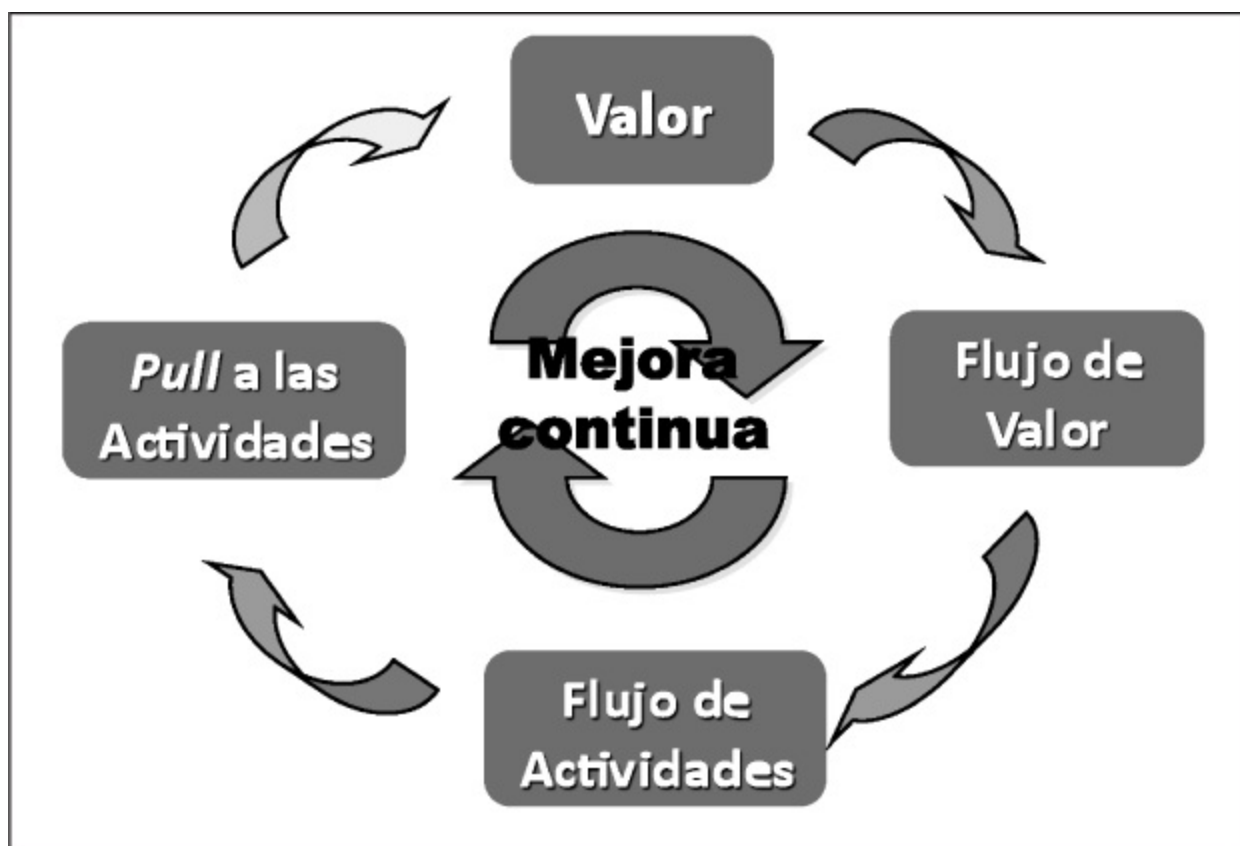 Valor
Flujo de
Valor
Flujo de
Actividades
Pull a las
Actividades
Mejora
continua